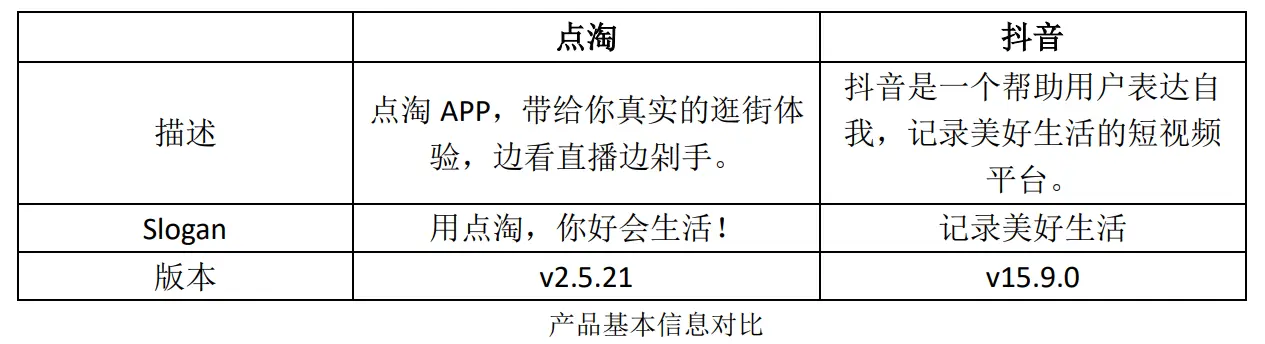 点淘 抖音
描述 点淘 APP，带给你真实的逛街体验，边看直播边剁手。 抖音是一个帮助用户表达自我，记录美好生活的短视频平台。
Slogan 用点淘，你好会生活！ 记录美好生活
版本 v2.5.21 v15.9.0
产品基本信息对比